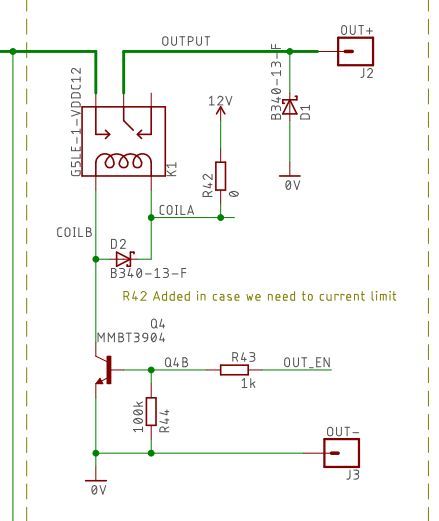 OUT+
OUTPUT
J2
B340-13-F
D1
0V
G5LE-1-VDDC12
K1
12V
R42
0
COILA
COILB
D2
B340-13-F
R42 Added in case we need to current limit
Q4
MMBT3904
Q4B
R43
1k
OUT_EN
100k
R44
OUT-
J3
0V